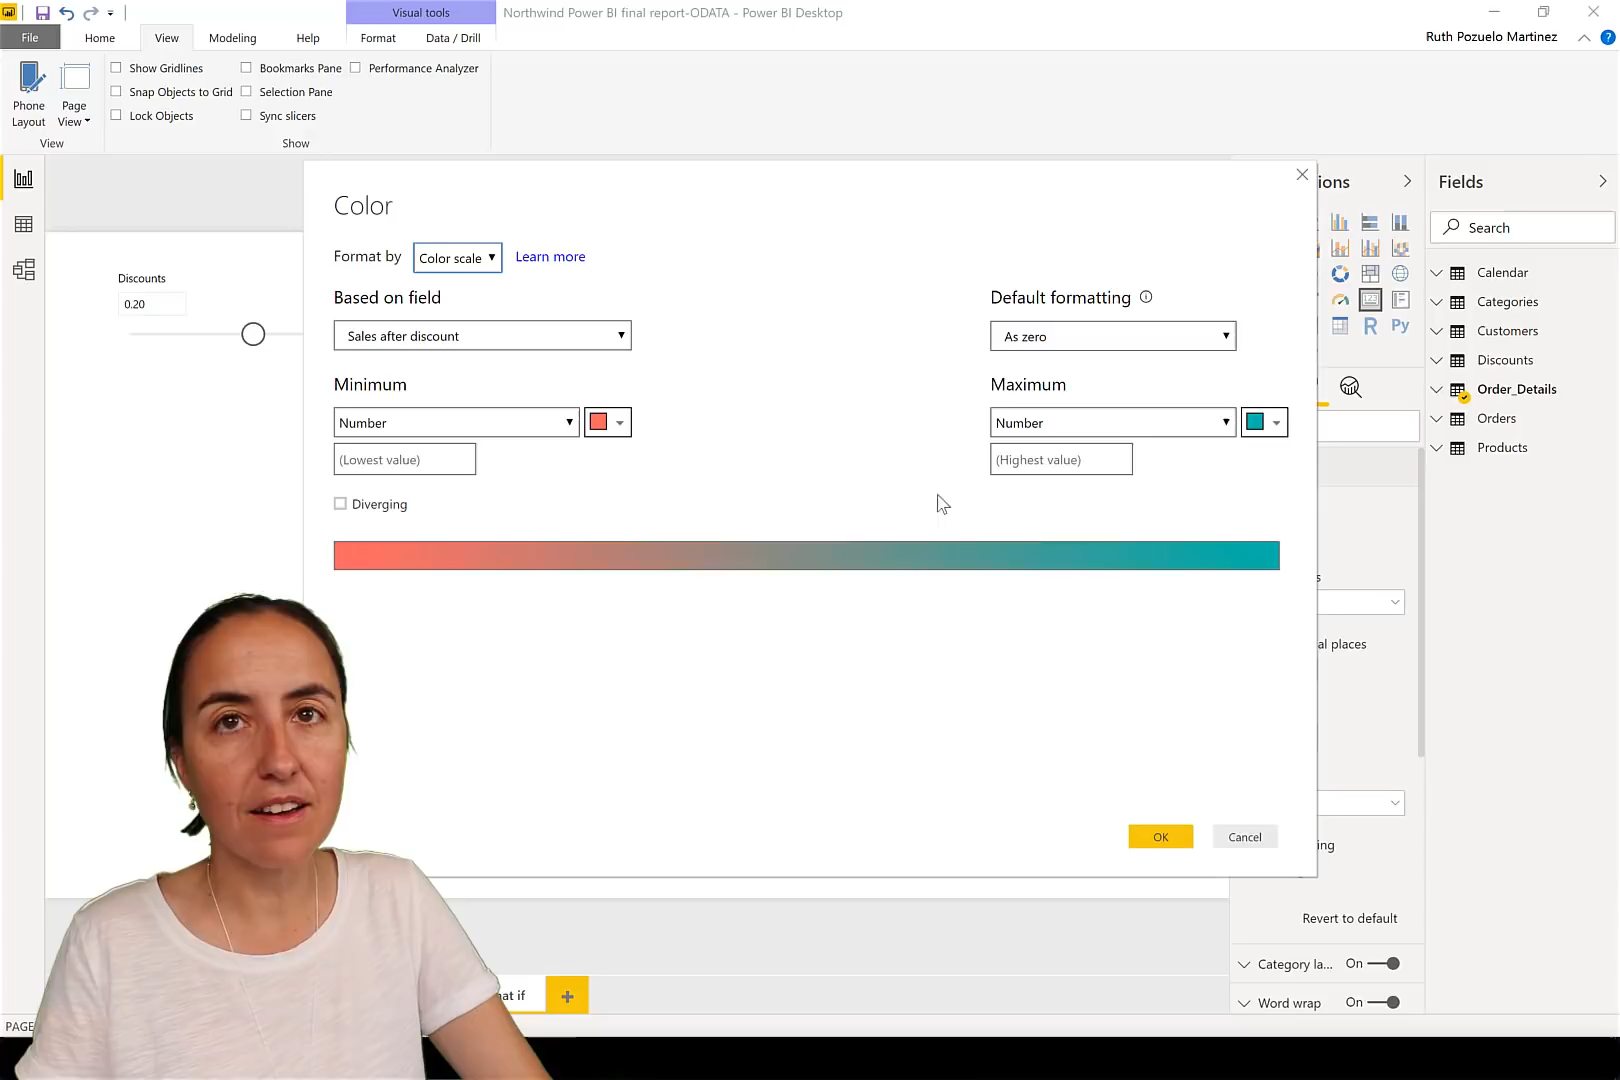 Visual tools
Northwind Power BI final report-ODATA - Power BI Desktop
File
Home
View
Modeling
Help
Format
Data / Drill
Ruth Pozuelo Martinez
?
Phone
Layout
Page
View
Show Gridlines
Snap Objects to Grid
Lock Objects
Bookmarks Pane
Selection Pane
Sync slicers
Performance Analyzer
View
Show
Discounts
0.20
Color
Format by
Color scale
Learn more
Based on field
Sales after discount
Default formatting
As zero
Minimum
Number
(Lowest value)
Maximum
Number
(Highest value)
Diverging
OK
Cancel
ions
123
R
Py
s
al places
ing
Revert to default
Category la... On
Word wrap On
Fields
Search
Calendar
Categories
Customers
Discounts
Order_Details
Orders
Products
at if
+
PAGE